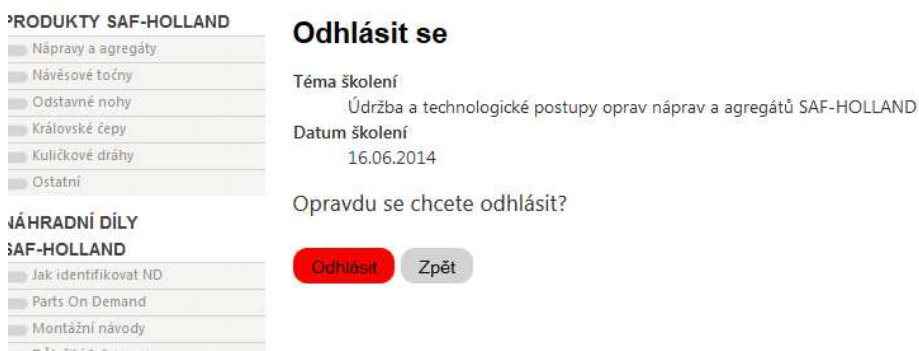 PRODUKTY SAF-HOLLAND
Nápravy a agregáty
Návěsové točny
Odstavné nohy
Královské čepy
Kuličkové dráhy
Ostatní
NÁHRADNÍ DÍLY
SAF-HOLLAND
Jak identifikovat ND
Parts On Demand
Montážní návody
Odhlásit se
Téma školení
Údržba a technologické postupy oprav náprav a agregátů SAF-HOLLAND
Datum školení
16.06.2014
Opravdu se chcete odhlásit?
Odhlásit
Zpět